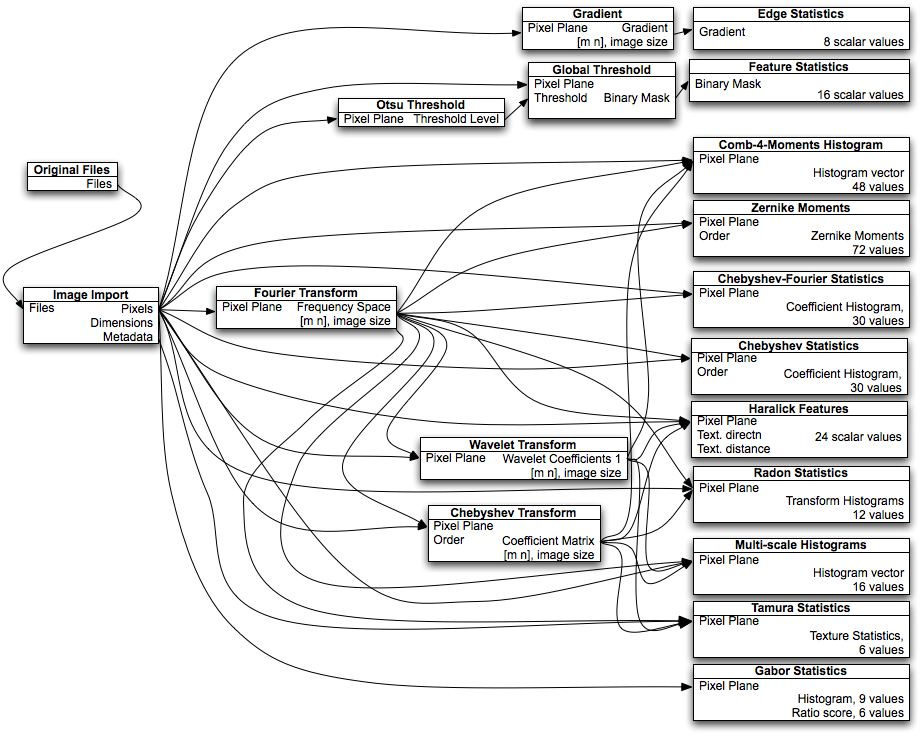 Original Files
Files
Image Import
Files Pixels
Dimensions
Metadata
Fourier Transform
Pixel Plane Frequency Space
[m n], image size
Otsu Threshold
Pixel Plane Threshold Level
Gradient
Pixel Plane Gradient
[m n], image size
Global Threshold
Pixel Plane
Threshold Binary Mask
Wavelet Transform
Pixel Plane Wavelet Coefficients 1
[m n], image size
Chebyshev Transform
Pixel Plane
Order Coefficient Matrix
[m n], image size
Edge Statistics
Gradient
8 scalar values
Feature Statistics
Binary Mask
16 scalar values
Comb-4-Moments Histogram
Pixel Plane
Histogram vector
48 values
Zernike Moments
Pixel Plane
Order Zernike Moments
72 values
Chebyshev-Fourier Statistics
Pixel Plane
Coefficient Histogram,
30 values
Chebyshev Statistics
Pixel Plane
Order
Coefficient Histogram,
30 values
Haralick Features
Pixel Plane
Text. directn 24 scalar values
Text. distance
Radon Statistics
Pixel Plane
Transform Histograms
12 values
Multi-scale Histograms
Pixel Plane
Histogram vector
16 values
Tamura Statistics
Pixel Plane
Texture Statistics,
6 values
Gabor Statistics
Pixel Plane
Histogram, 9 values
Ratio score, 6 values